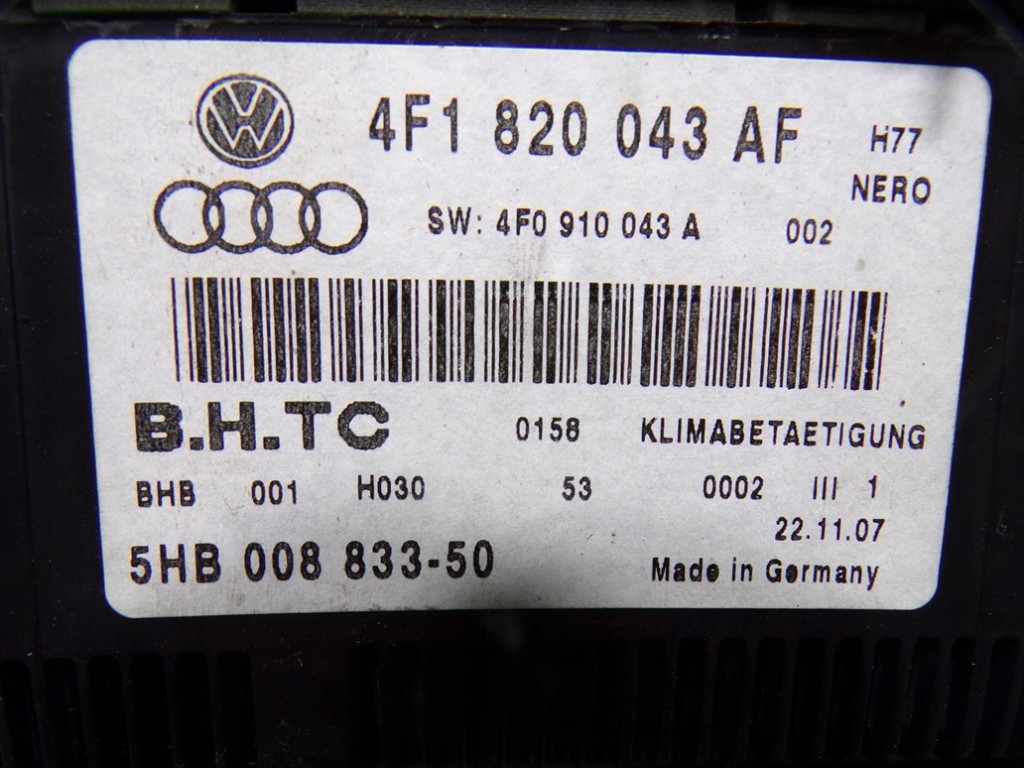 VW
4F1 820 043 AF H77
NERO
SW: 4F0 910 043 A 002
B.H.TC 0158 KLIMABETAETIGUNG
BHB 001 H030 53 0002 III 1
22.11.07
5HB 008 833-50 Made in Germany